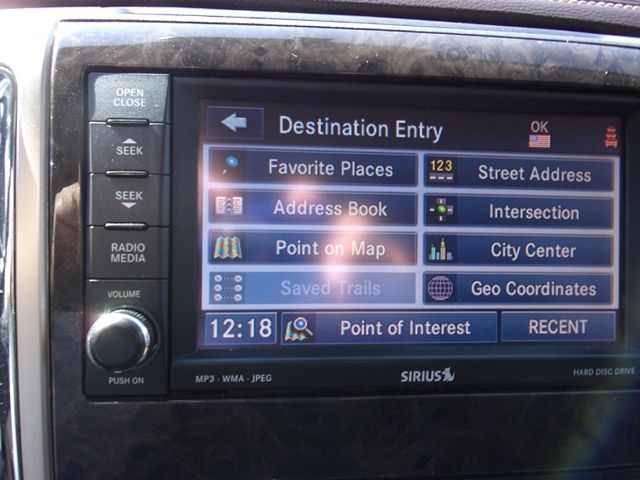 OPEN
CLOSE
SEEK
SEEK
RADIO
MEDIA
VOLUME
PUSH ON
Destination Entry
OK
Favorite Places
123
Street Address
Address Book
Intersection
Point on Map
City Center
Saved Trails
Geo Coordinates
12:18
Point of Interest
RECENT
MP3 · WMA · JPEG
SIRIUS
HARD DISC DRIVE